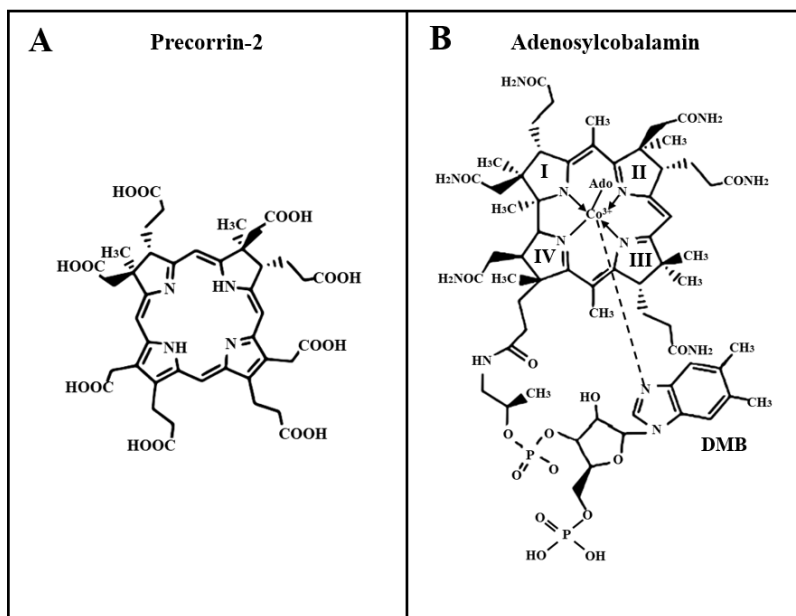 A
Precorrin-2
HOOC
H3C
COOH
HOOC
COOH
N
HN
NH
N
HOOC
COOH
HOOC
COOH
B
Adenosylcobalamin
H2NOC
CH3
CONH2
H3C
I
II
CH3
H2NOC
Ado
N
N
CONH2
H3C
Co3+
N
N
IV
III
CH3
H2NOC
H3C
CH3
CH3
CONH2
HN
O
CH3
CH3
N
HO
CH3
O
O
N
P
DMB
O
O
O
O
O
P
HO
OH